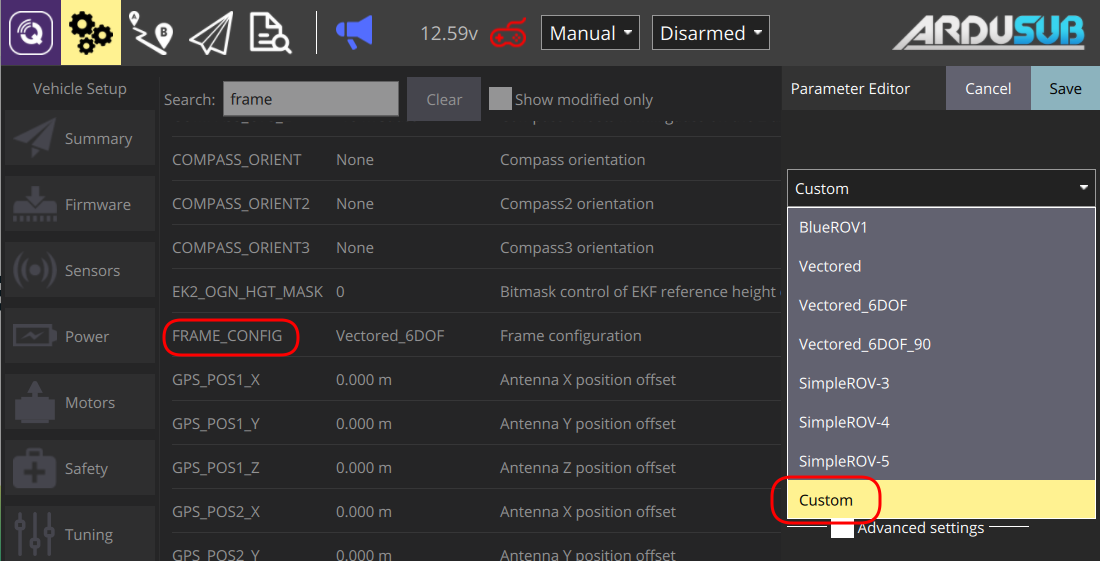 12.59v Manual Disarmed ARDUSUB
Vehicle Setup
Summary
Firmware
Sensors
Power
Motors
Safety
Tuning
Search: frame Clear Show modified only
COMPASS_ORIENT None Compass orientation
COMPASS_ORIENT2 None Compass2 orientation
COMPASS_ORIENT3 None Compass3 orientation
EK2_OGN_HGT_MASK 0 Bitmask control of EKF reference height
FRAME_CONFIG Vectored_6DOF Frame configuration
GPS_POS1_X 0.000 m Antenna X position offset
GPS_POS1_Y 0.000 m Antenna Y position offset
GPS_POS1_Z 0.000 m Antenna Z position offset
GPS_POS2_X 0.000 m Antenna X position offset
GPS_POS2_Y 0.000 m Antenna Y position offset
Parameter Editor Cancel Save
Custom
BlueROV1
Vectored
Vectored_6DOF
Vectored_6DOF_90
SimpleROV-3
SimpleROV-4
SimpleROV-5
Custom
Advanced settings